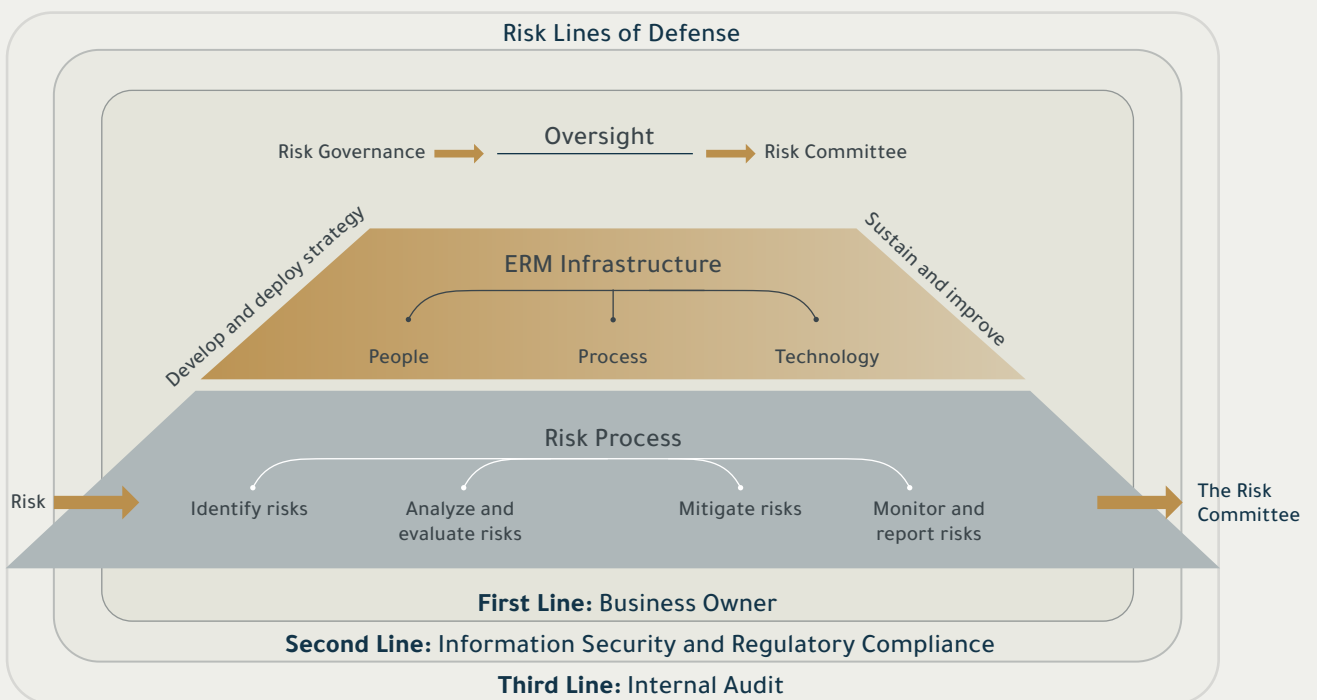 Risk Lines of Defense
Oversight
Risk Governance
Risk Committee
Develop and deploy strategy
Sustain and improve
ERM Infrastructure
People
Process
Technology
Risk Process
Risk
Identify risks
Analyze and
evaluate risks
Mitigate risks
Monitor and
report risks
The Risk
Committee
First Line: Business Owner
Second Line: Information Security and Regulatory Compliance
Third Line: Internal Audit